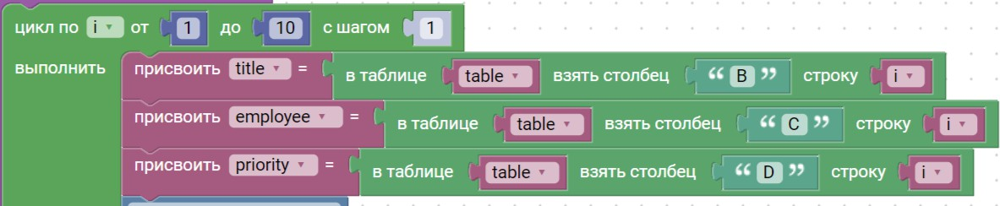 цикл по i от 1 до 10 с шагом 1
выполнить присвоить title = в таблице table взять столбец “ B ” строку i
присвоить employee = в таблице table взять столбец “ C ” строку i
присвоить priority = в таблице table взять столбец “ D ” строку i